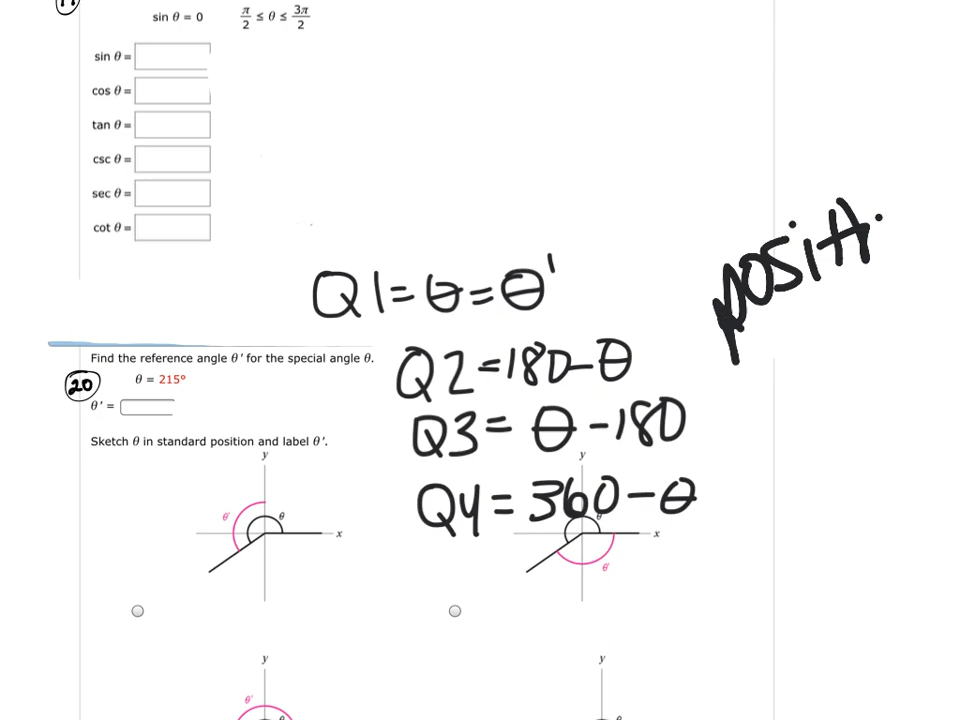 sin θ = 0 π/2 ≤ θ ≤ 3π/2
sin θ =
cos θ =
tan θ =
csc θ =
sec θ =
cot θ =
Q1=θ=θ'
Find the reference angle θ' for the special angle θ.
Q2=180-θ
20 θ = 215°
θ' =
Q3= θ-180
Sketch θ in standard position and label θ'.
Q4=360-θ
y
θ'
θ
x
y
θ
x
θ'
y
θ'
θ
y
θ